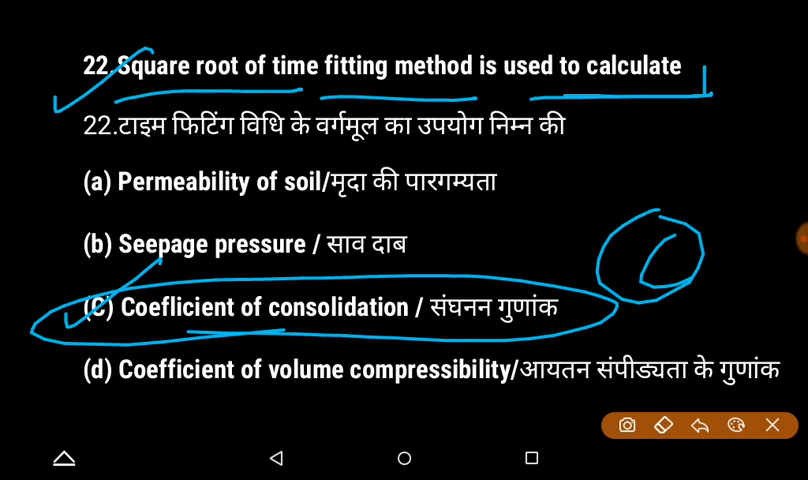 22.Square root of time fitting method is used to calculate
22.टाइम फिटिंग विधि के वर्गमूल का उपयोग निम्न की
(a) Permeability of soil/मृदा की पारगम्यता
(b) Seepage pressure / साव दाब
(C) Coeflicient of consolidation / संघनन गुणांक
(d) Coefficient of volume compressibility/आयतन संपीड्यता के गुणांक
C